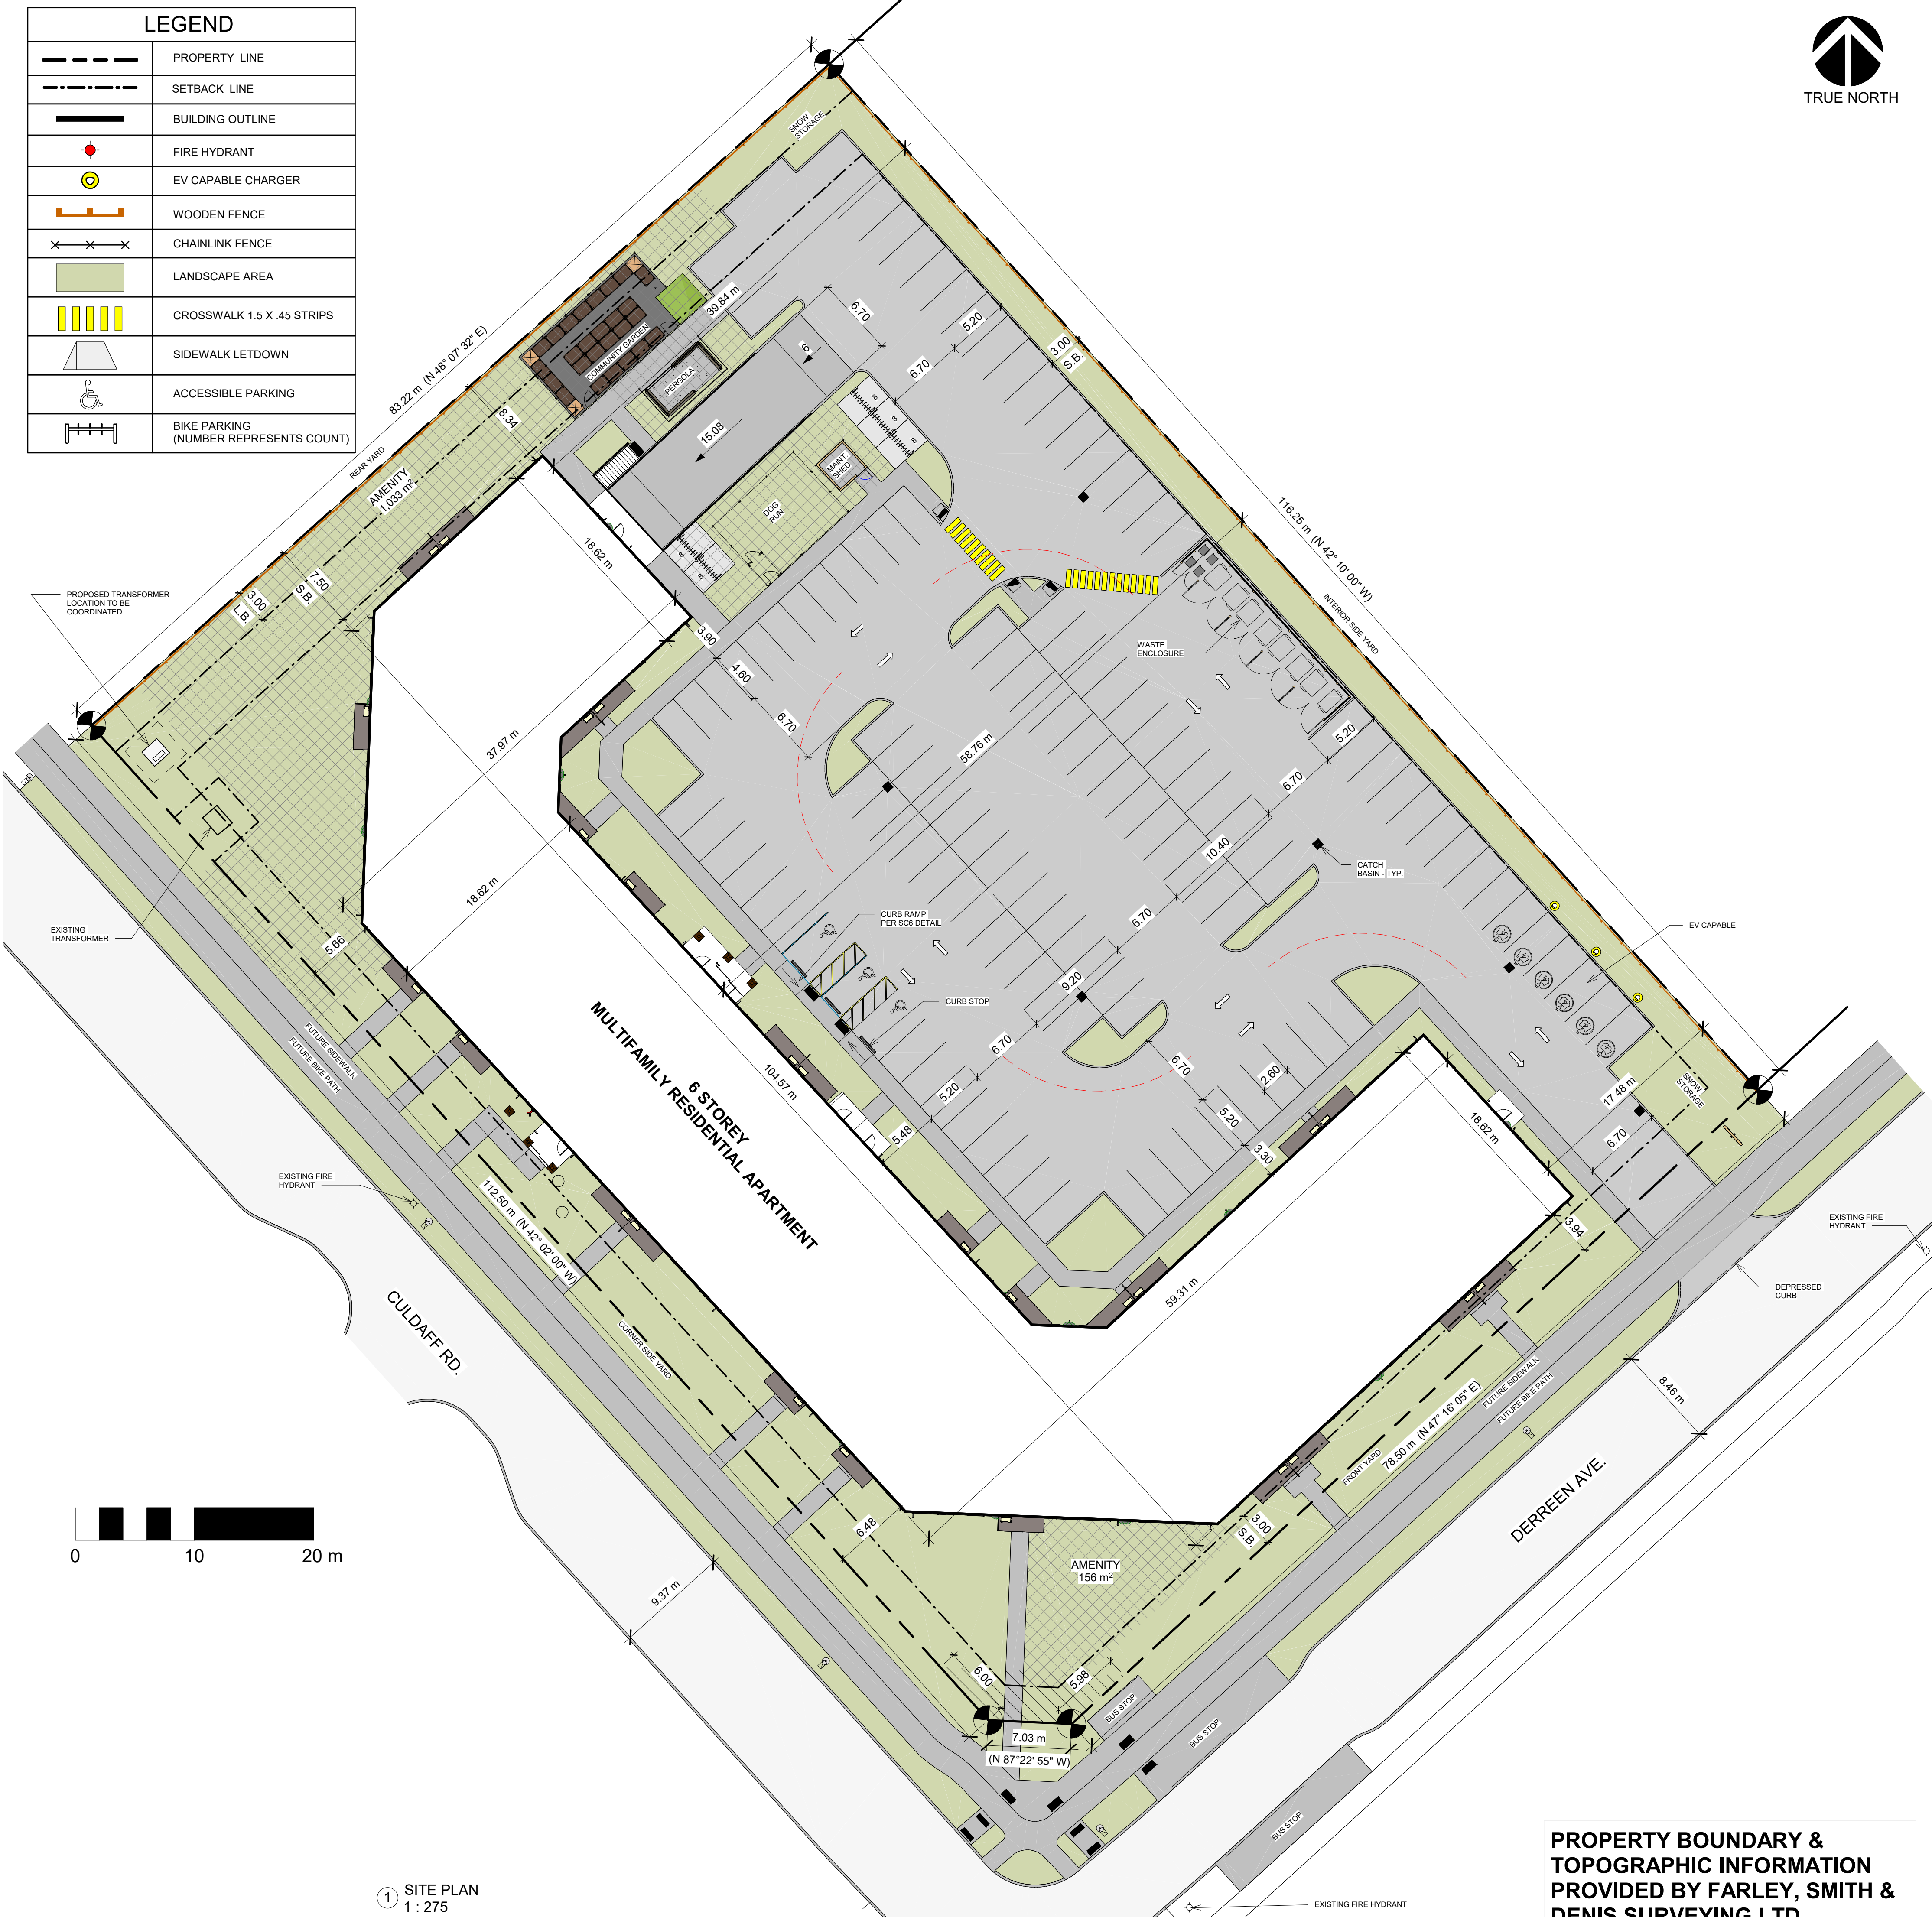 LEGEND
PROPERTY LINE
SETBACK LINE
BUILDING OUTLINE
FIRE HYDRANT
EV CAPABLE CHARGER
WOODEN FENCE
CHAINLINK FENCE
LANDSCAPE AREA
CROSSWALK 1.5 X .45 STRIPS
SIDEWALK LETDOWN
ACCESSIBLE PARKING
BIKE PARKING
(NUMBER REPRESENTS COUNT)
TRUE NORTH
SNOW
STORAGE
83.22 m (N 48° 07' 32" E)
REAR YARD
COMMUNITY GARDEN
39.84 m
PERGOLA
6.70
6
5.20
6.70
3.00
S.B.
8.34
15.08
8
8
8
MAINT.
SHED
DOG
RUN
8
8
AMENITY
1,033 m²
18.62 m
116.25 m (N 42° 10' 00" W)
INTERIOR SIDE YARD
7.50
S.B.
3.00
L.B.
PROPOSED TRANSFORMER
LOCATION TO BE
COORDINATED
3.90
4.60
6.70
WASTE
ENCLOSURE
37.97 m
58.76 m
5.20
6.70
10.40
CATCH
BASIN - TYP.
18.62 m
CURB RAMP
PER SC6 DETAIL
6.70
EV CAPABLE
EXISTING
TRANSFORMER
5.66
9.20
CURB STOP
6 STOREY
MULTIFAMILY RESIDENTIAL APARTMENT
104.57 m
6.70
5.20
6.70
2.60
5.20
3.30
5.48
17.48 m
SNOW
STORAGE
18.62 m
6.70
FUTURE SIDEWALK
FUTURE BIKE PATH
EXISTING FIRE
HYDRANT
112.50 m (N 42° 02' 00" W)
3.94
EXISTING FIRE
HYDRANT
DEPRESSED
CURB
59.31 m
CULDAFF RD.
CORNER SIDE YARD
FUTURE SIDEWALK
FUTURE BIKE PATH
8.46 m
78.50 m (N 47° 16' 05" E)
FRONT YARD
DERREEN AVE.
6.48
3.00
S.B.
0 10 20 m
AMENITY
156 m²
9.37 m
6.00
5.98
BUS STOP
BUS STOP
7.03 m
(N 87°22' 55" W)
BUS STOP
1 SITE PLAN
1 : 275
EXISTING FIRE HYDRANT
PROPERTY BOUNDARY &
TOPOGRAPHIC INFORMATION
PROVIDED BY FARLEY, SMITH &
DENIS SURVEYING LTD